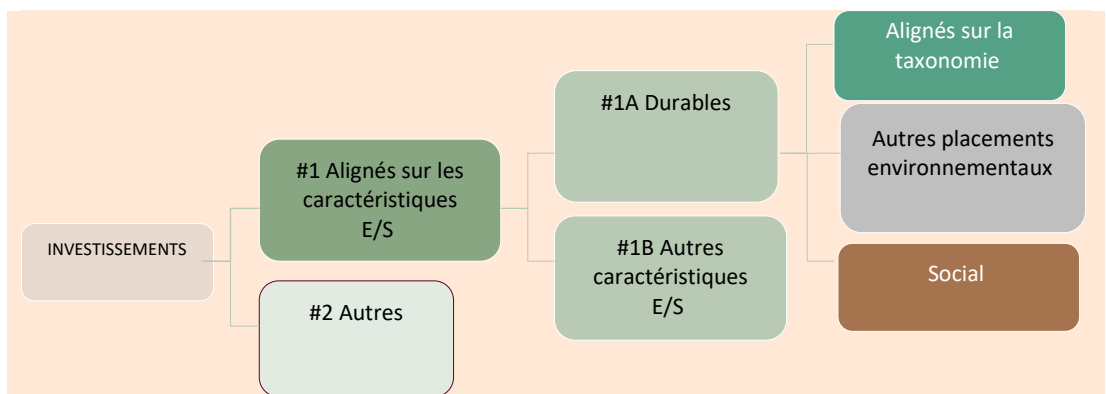 INVESTISSEMENTS
#1 Alignés sur les
caractéristiques
E/S
#2 Autres
#1A Durables
#1B Autres
caractéristiques
E/S
Alignés sur la
taxonomie
Autres placements
environnementaux
Social